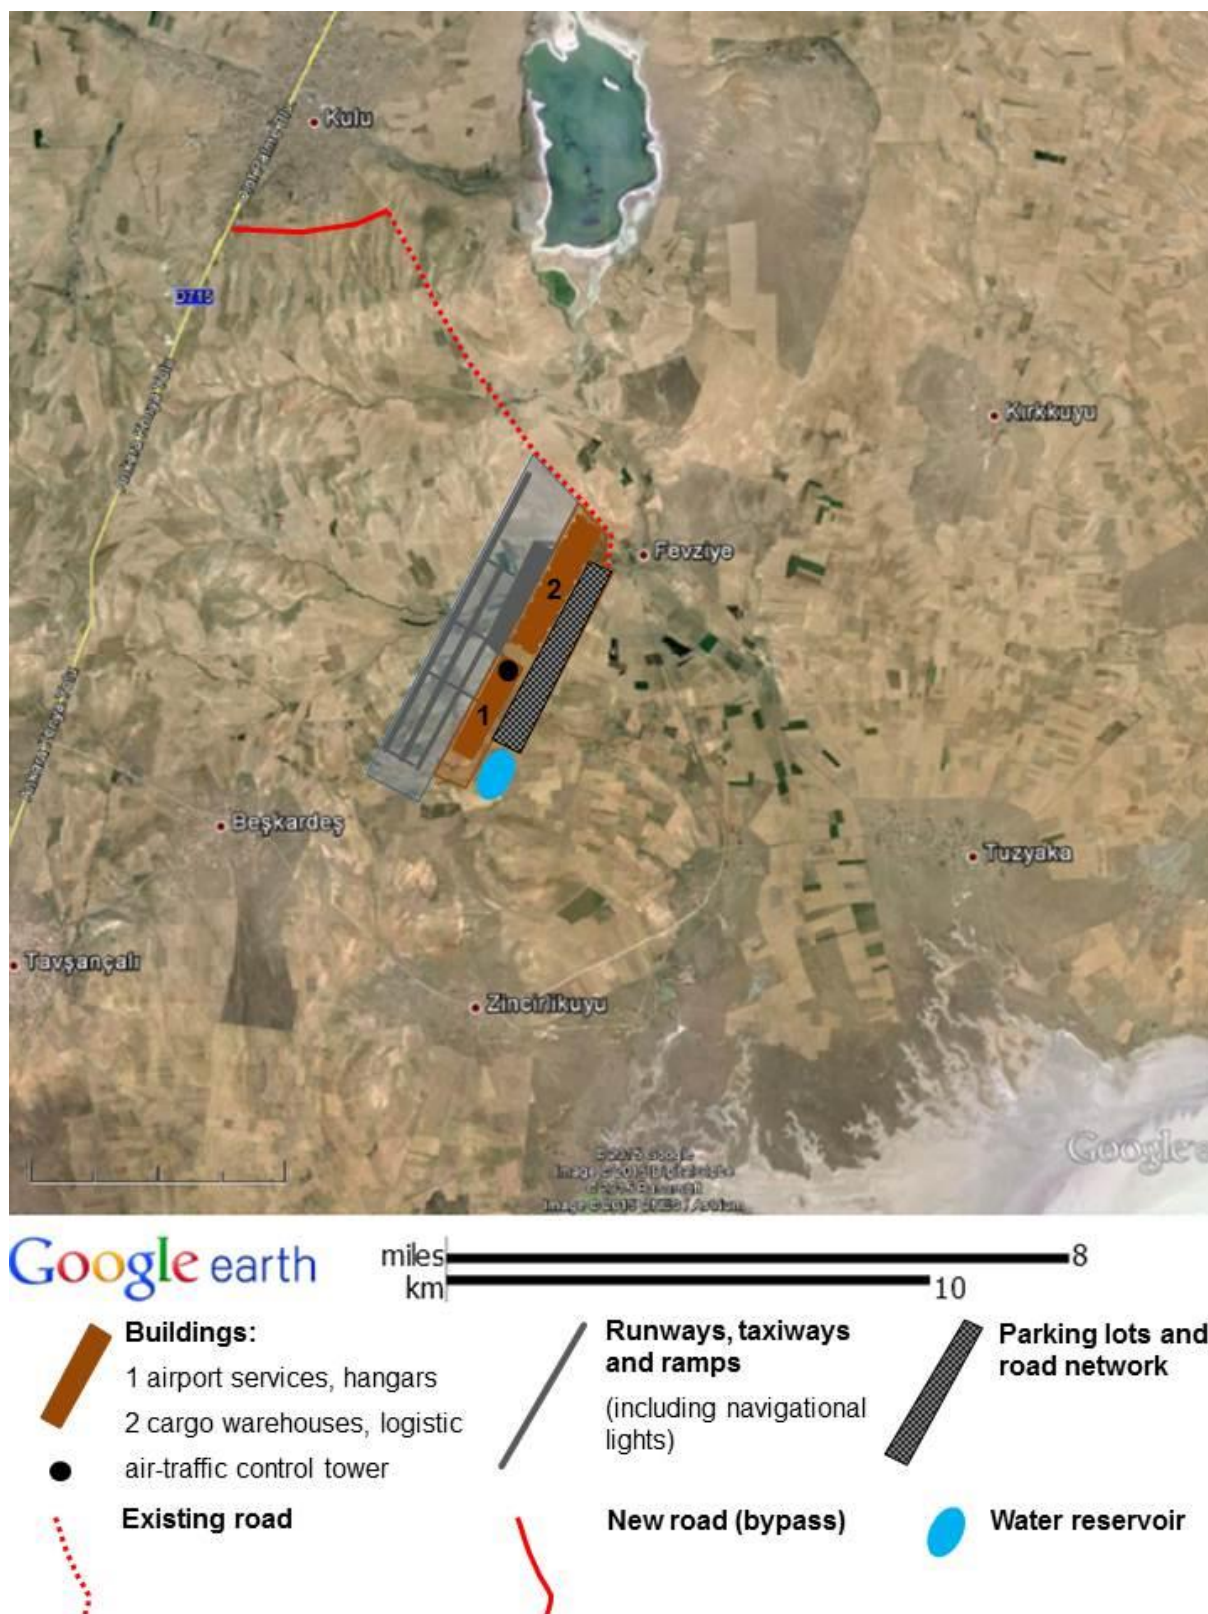 Kulu
D715
Kırkkuyu
Fevziye
2
1
Beşkardeş
Tuzyaka
Tavşançalı
Zincirlikuyu
Google
Google earth
miles 8
km 10
Buildings:
1 airport services, hangars
2 cargo warehouses, logistic
air-traffic control tower
Runways, taxiways
and ramps
(including navigational
lights)
Parking lots and
road network
Existing road
New road (bypass)
Water reservoir